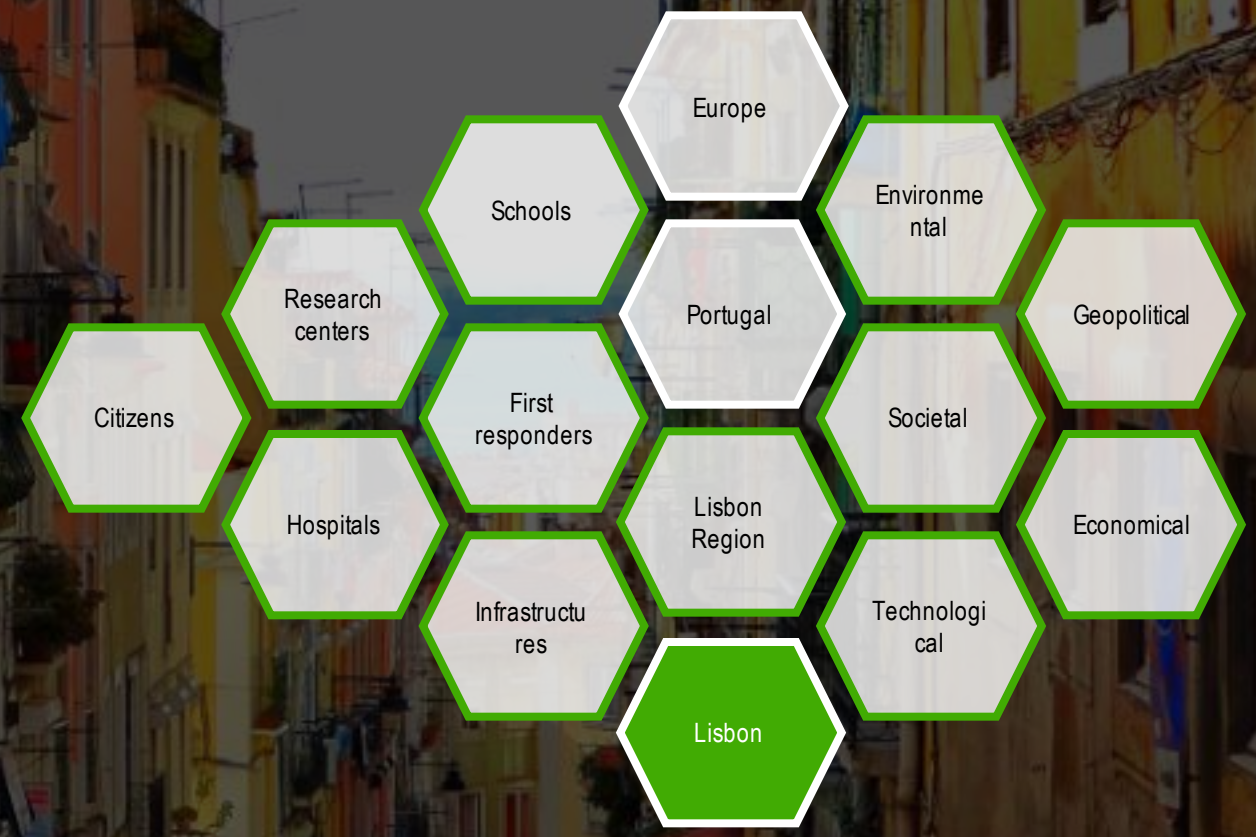 Europe
Schools
Environme
ntal
Research
centers
Portugal
Geopolitical
Citizens
First
responders
Societal
Hospitals
Lisbon
Region
Economical
Infrastructu
res
Technologi
cal
Lisbon